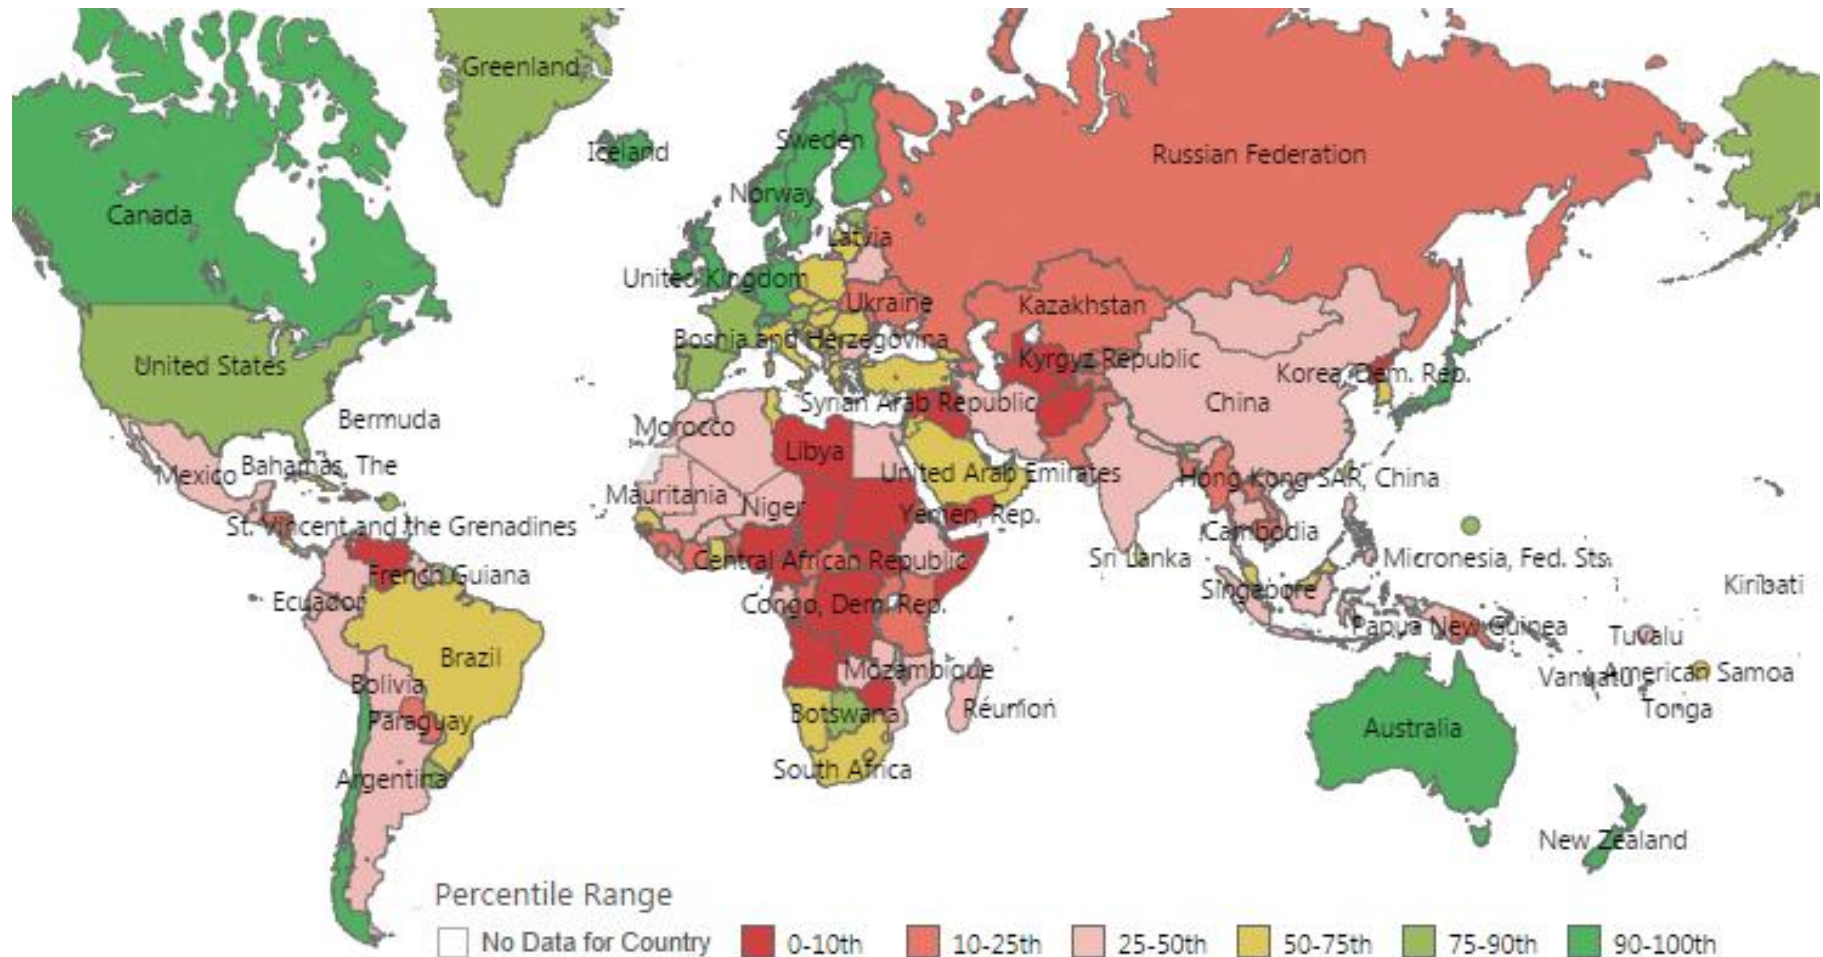 Greenland
Iceland
Sweden
Russian Federation
Norway
Canada
Latvia
United Kingdom
Ukraine
Kazakhstan
Bosnia and Herzegovina
United States
Kyrgyz Republic
Korea, Dem. Rep.
Syrian Arab Republic
China
Bermuda
Morocco
Libya
Mexico
Bahamas, The
United Arab Emirates
Hong Kong SAR, China
Mauritania
Niger
Yemen, Rep.
St. Vincent and the Grenadines
Cambodia
Central African Republic
Sri Lanka
Micronesia, Fed. Sts.
French Guiana
Singapore
Kiribati
Ecuador
Congo, Dem. Rep.
Papua New Guinea
Tuvalu
Brazil
Mozambique
Vanuatu
American Samoa
Bolivia
Réunion
Tonga
Botswana
Paraguay
Australia
South Africa
Argentina
New Zealand
Percentile Range
No Data for Country
0-10th
10-25th
25-50th
50-75th
75-90th
90-100th